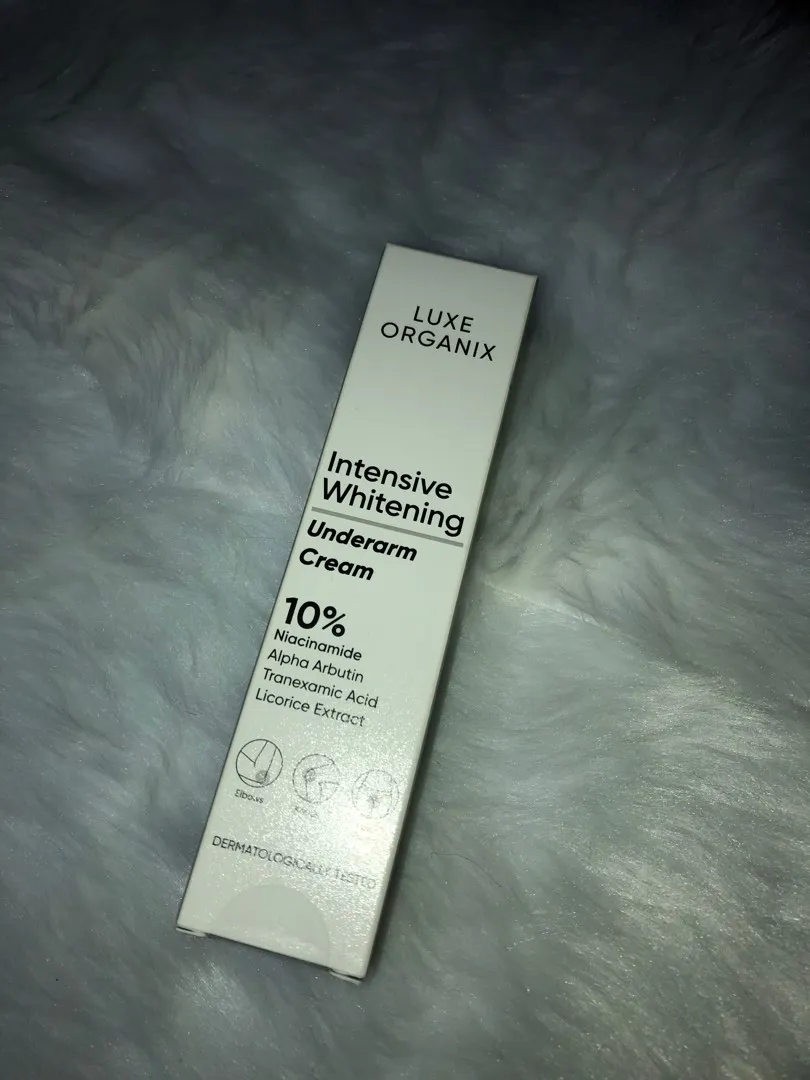 LUXE
ORGANIX
Intensive
Whitening
Underarm
Cream
10%
Niacinamide
Alpha Arbutin
Tranexamic Acid
Licorice Extract
Elbows
DERMATOLOGICALLY TESTED